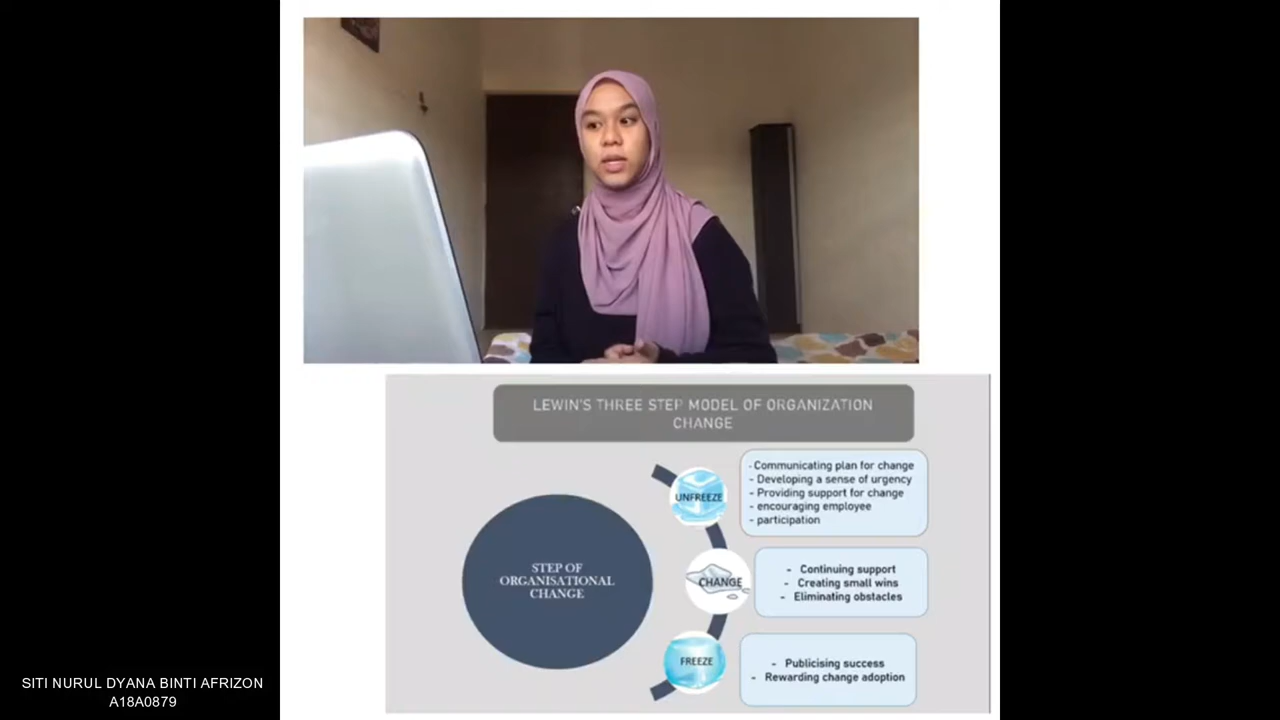 LEWIN'S THREE STEP MODEL OF ORGANIZATION
CHANGE
STEP OF
ORGANISATIONAL
CHANGE
UNFREEZE
- Communicating plan for change
- Developing a sense of urgency
- Providing support for change
- encouraging employee
- participation
CHANGE
- Continuing support
- Creating small wins
- Eliminating obstacles
FREEZE
- Publicising success
- Rewarding change adoption
SITI NURUL DYANA BINTI AFRIZON
A18A0879